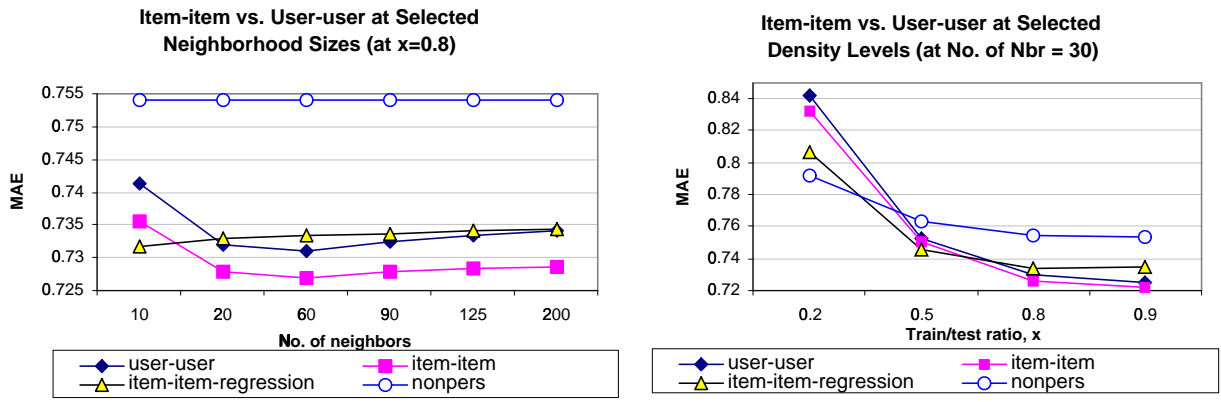 Item-item vs. User-user at Selected
Neighborhood Sizes (at x=0.8)
0.755
0.75
0.745
0.74
0.735
0.73
0.725
MAE
10 20 60 90 125 200
No. of neighbors
user-user item-item
item-item-regression nonpers
Item-item vs. User-user at Selected
Density Levels (at No. of Nbr = 30)
0.84
0.82
0.8
0.78
0.76
0.74
0.72
MAE
0.2 0.5 0.8 0.9
Train/test ratio, x
user-user item-item
item-item-regression nonpers